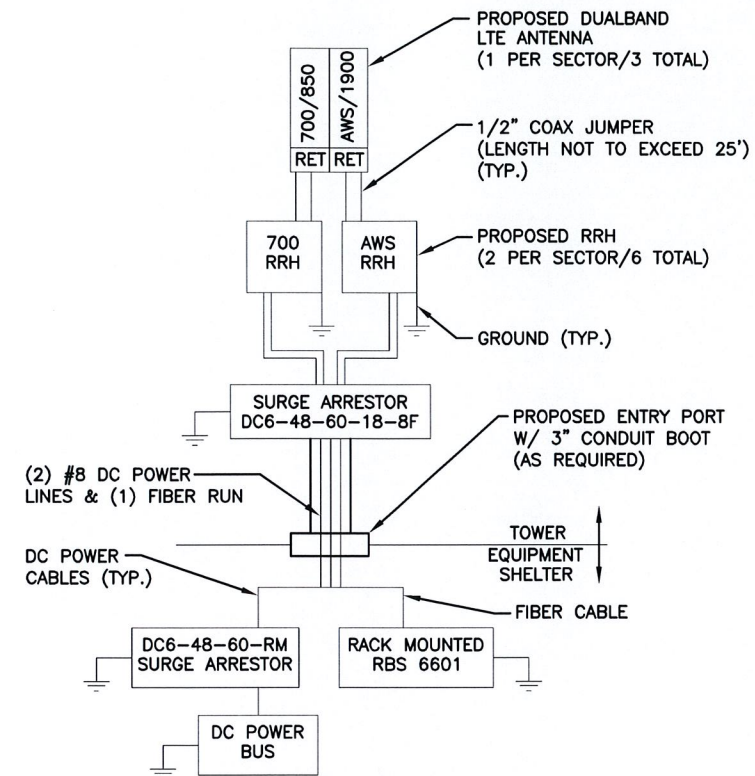 PROPOSED DUALBAND
LTE ANTENNA
(1 PER SECTOR/3 TOTAL)
700/850
AWS/1900
RET
RET
1/2" COAX JUMPER
(LENGTH NOT TO EXCEED 25')
(TYP.)
700
RRH
AWS
RRH
PROPOSED RRH
(2 PER SECTOR/6 TOTAL)
GROUND (TYP.)
SURGE ARRESTOR
DC6-48-60-18-8F
PROPOSED ENTRY PORT
W/ 3" CONDUIT BOOT
(AS REQUIRED)
(2) #8 DC POWER
LINES & (1) FIBER RUN
TOWER
EQUIPMENT
SHELTER
DC POWER
CABLES (TYP.)
FIBER CABLE
DC6-48-60-RM
SURGE ARRESTOR
RACK MOUNTED
RBS 6601
DC POWER
BUS